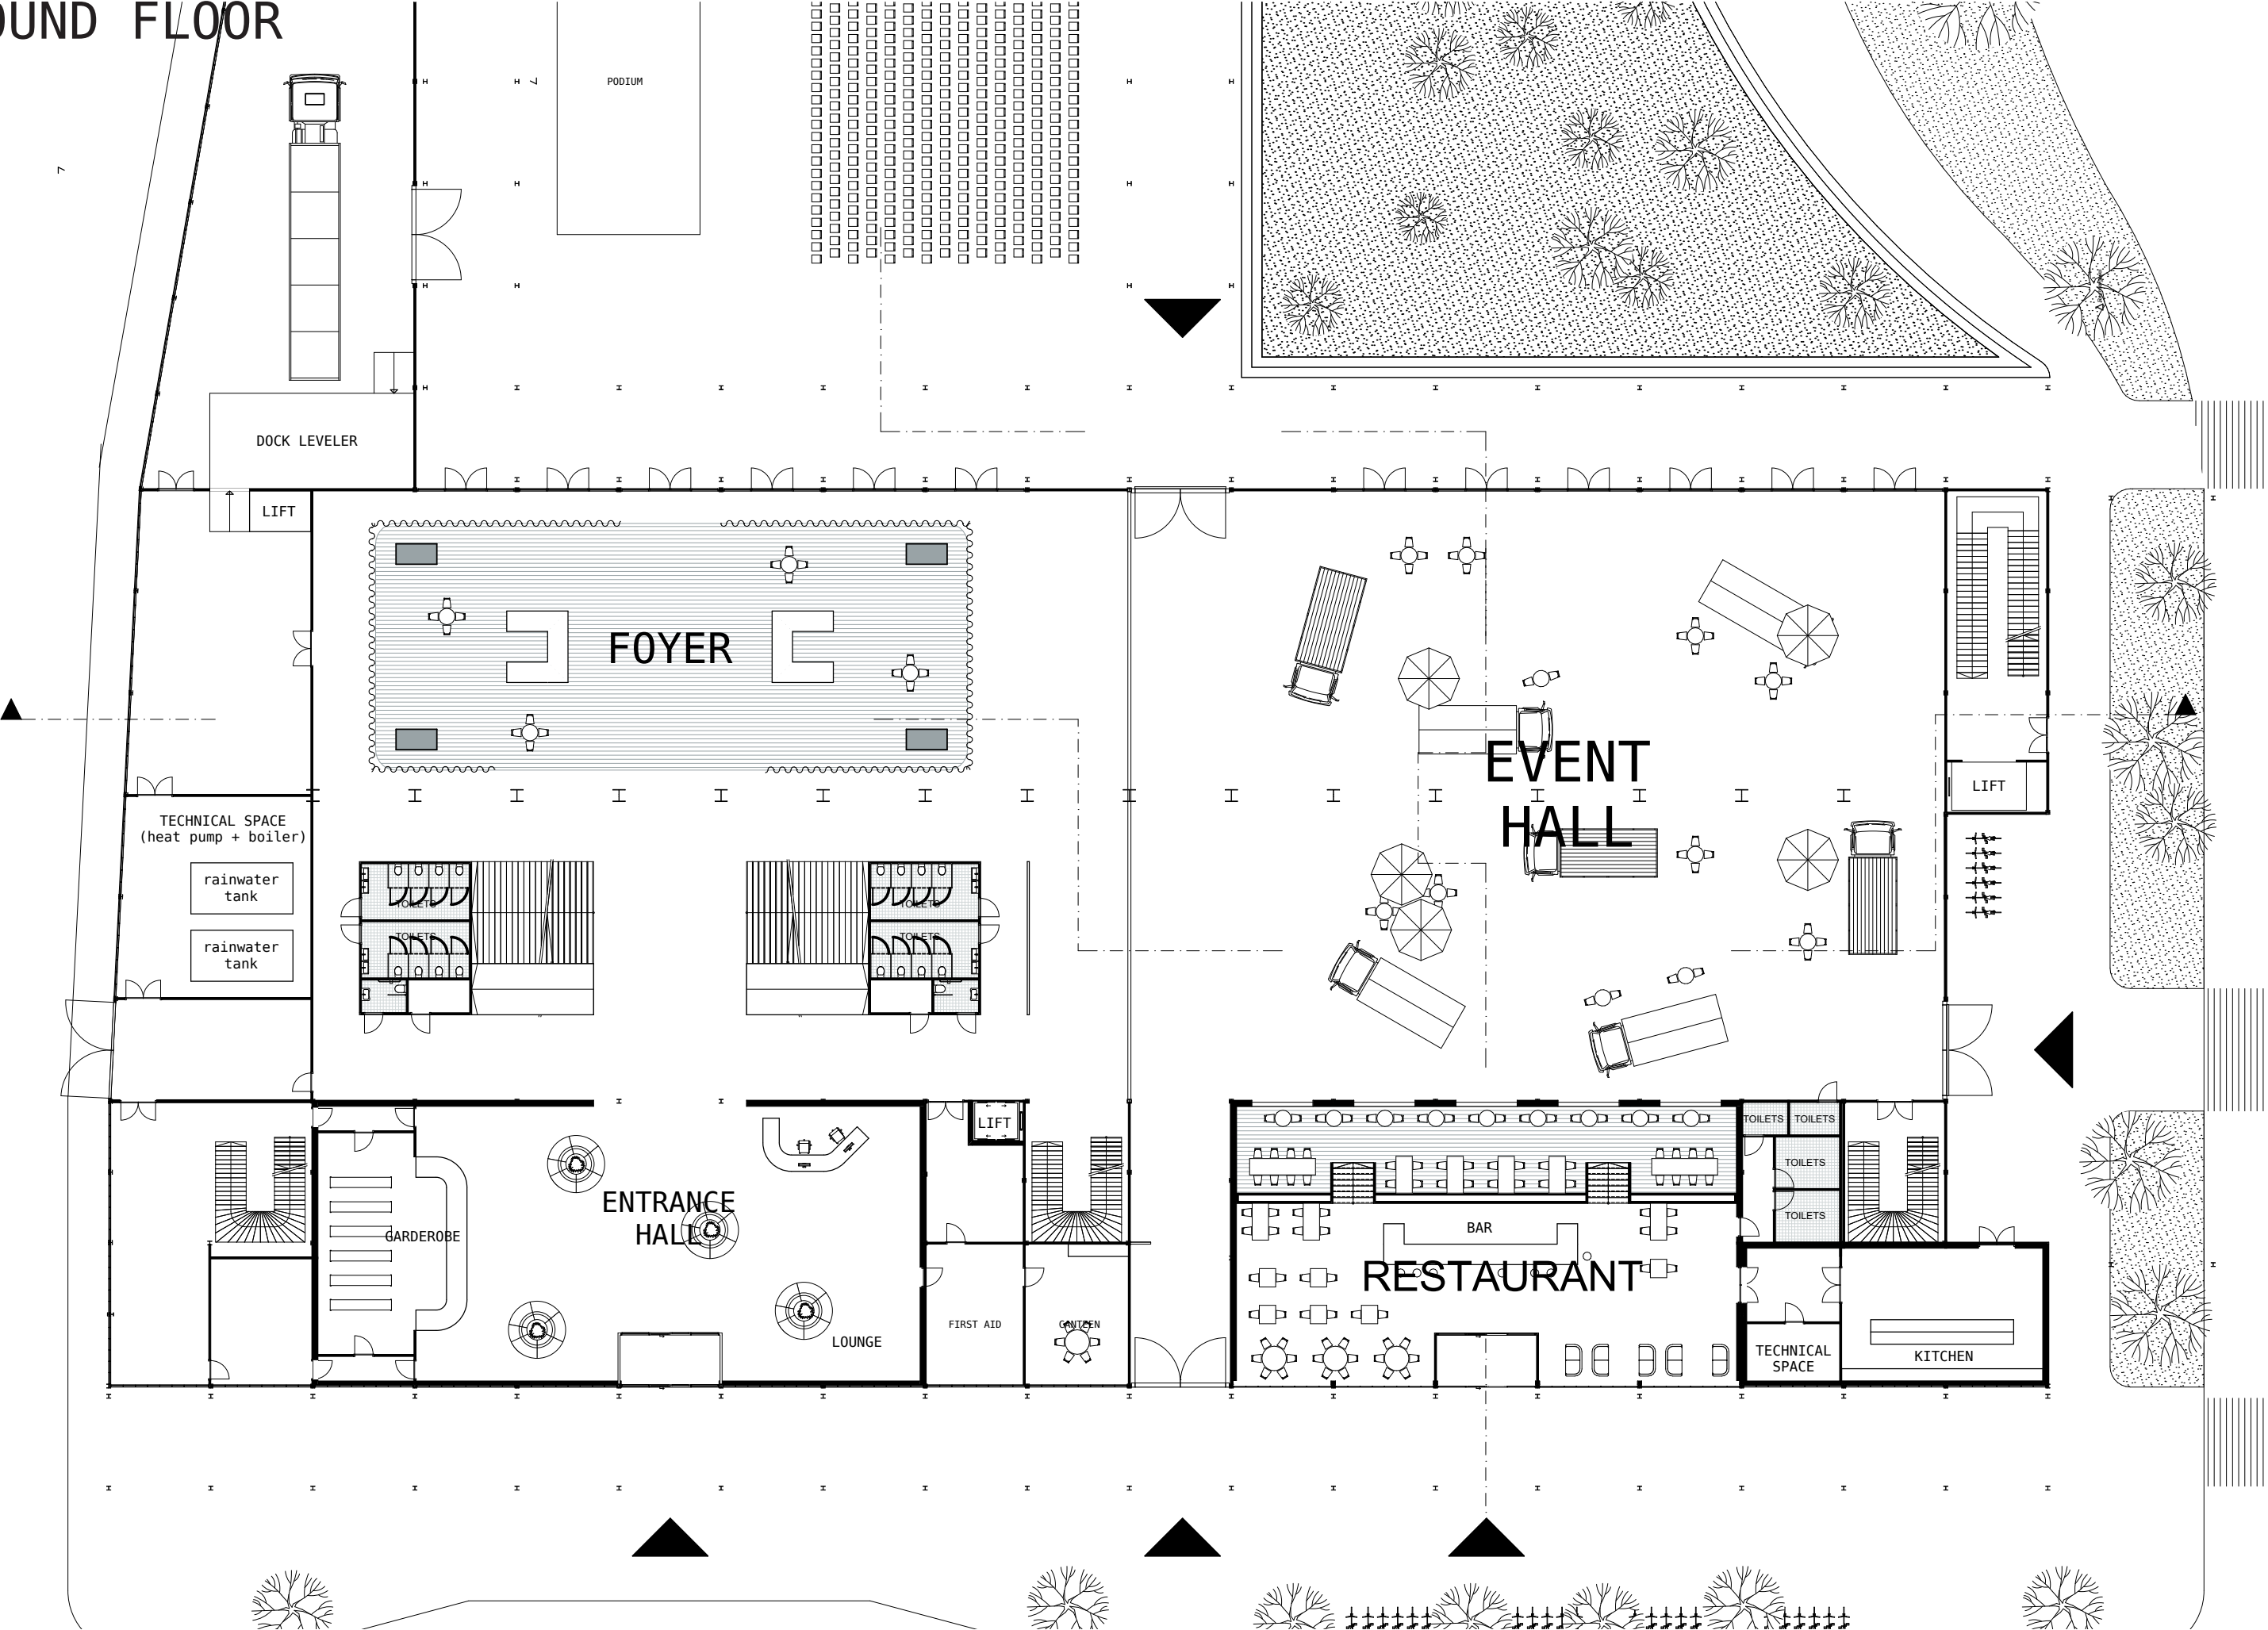 OUND FLOOR
PODIUM
DOCK LEVELER
LIFT
FOYER
EVENT
HALL
LIFT
TECHNICAL SPACE
(heat pump + boiler)
rainwater
tank
rainwater
tank
TOILETS
TOILETS
TOILETS
TOILETS
LIFT
TOILETS
TOILETS
TOILETS
TOILETS
ENTRANCE
HALL
GARDEROBE
BAR
RESTAURANT
FIRST AID
CANTEEN
LOUNGE
TECHNICAL
SPACE
KITCHEN